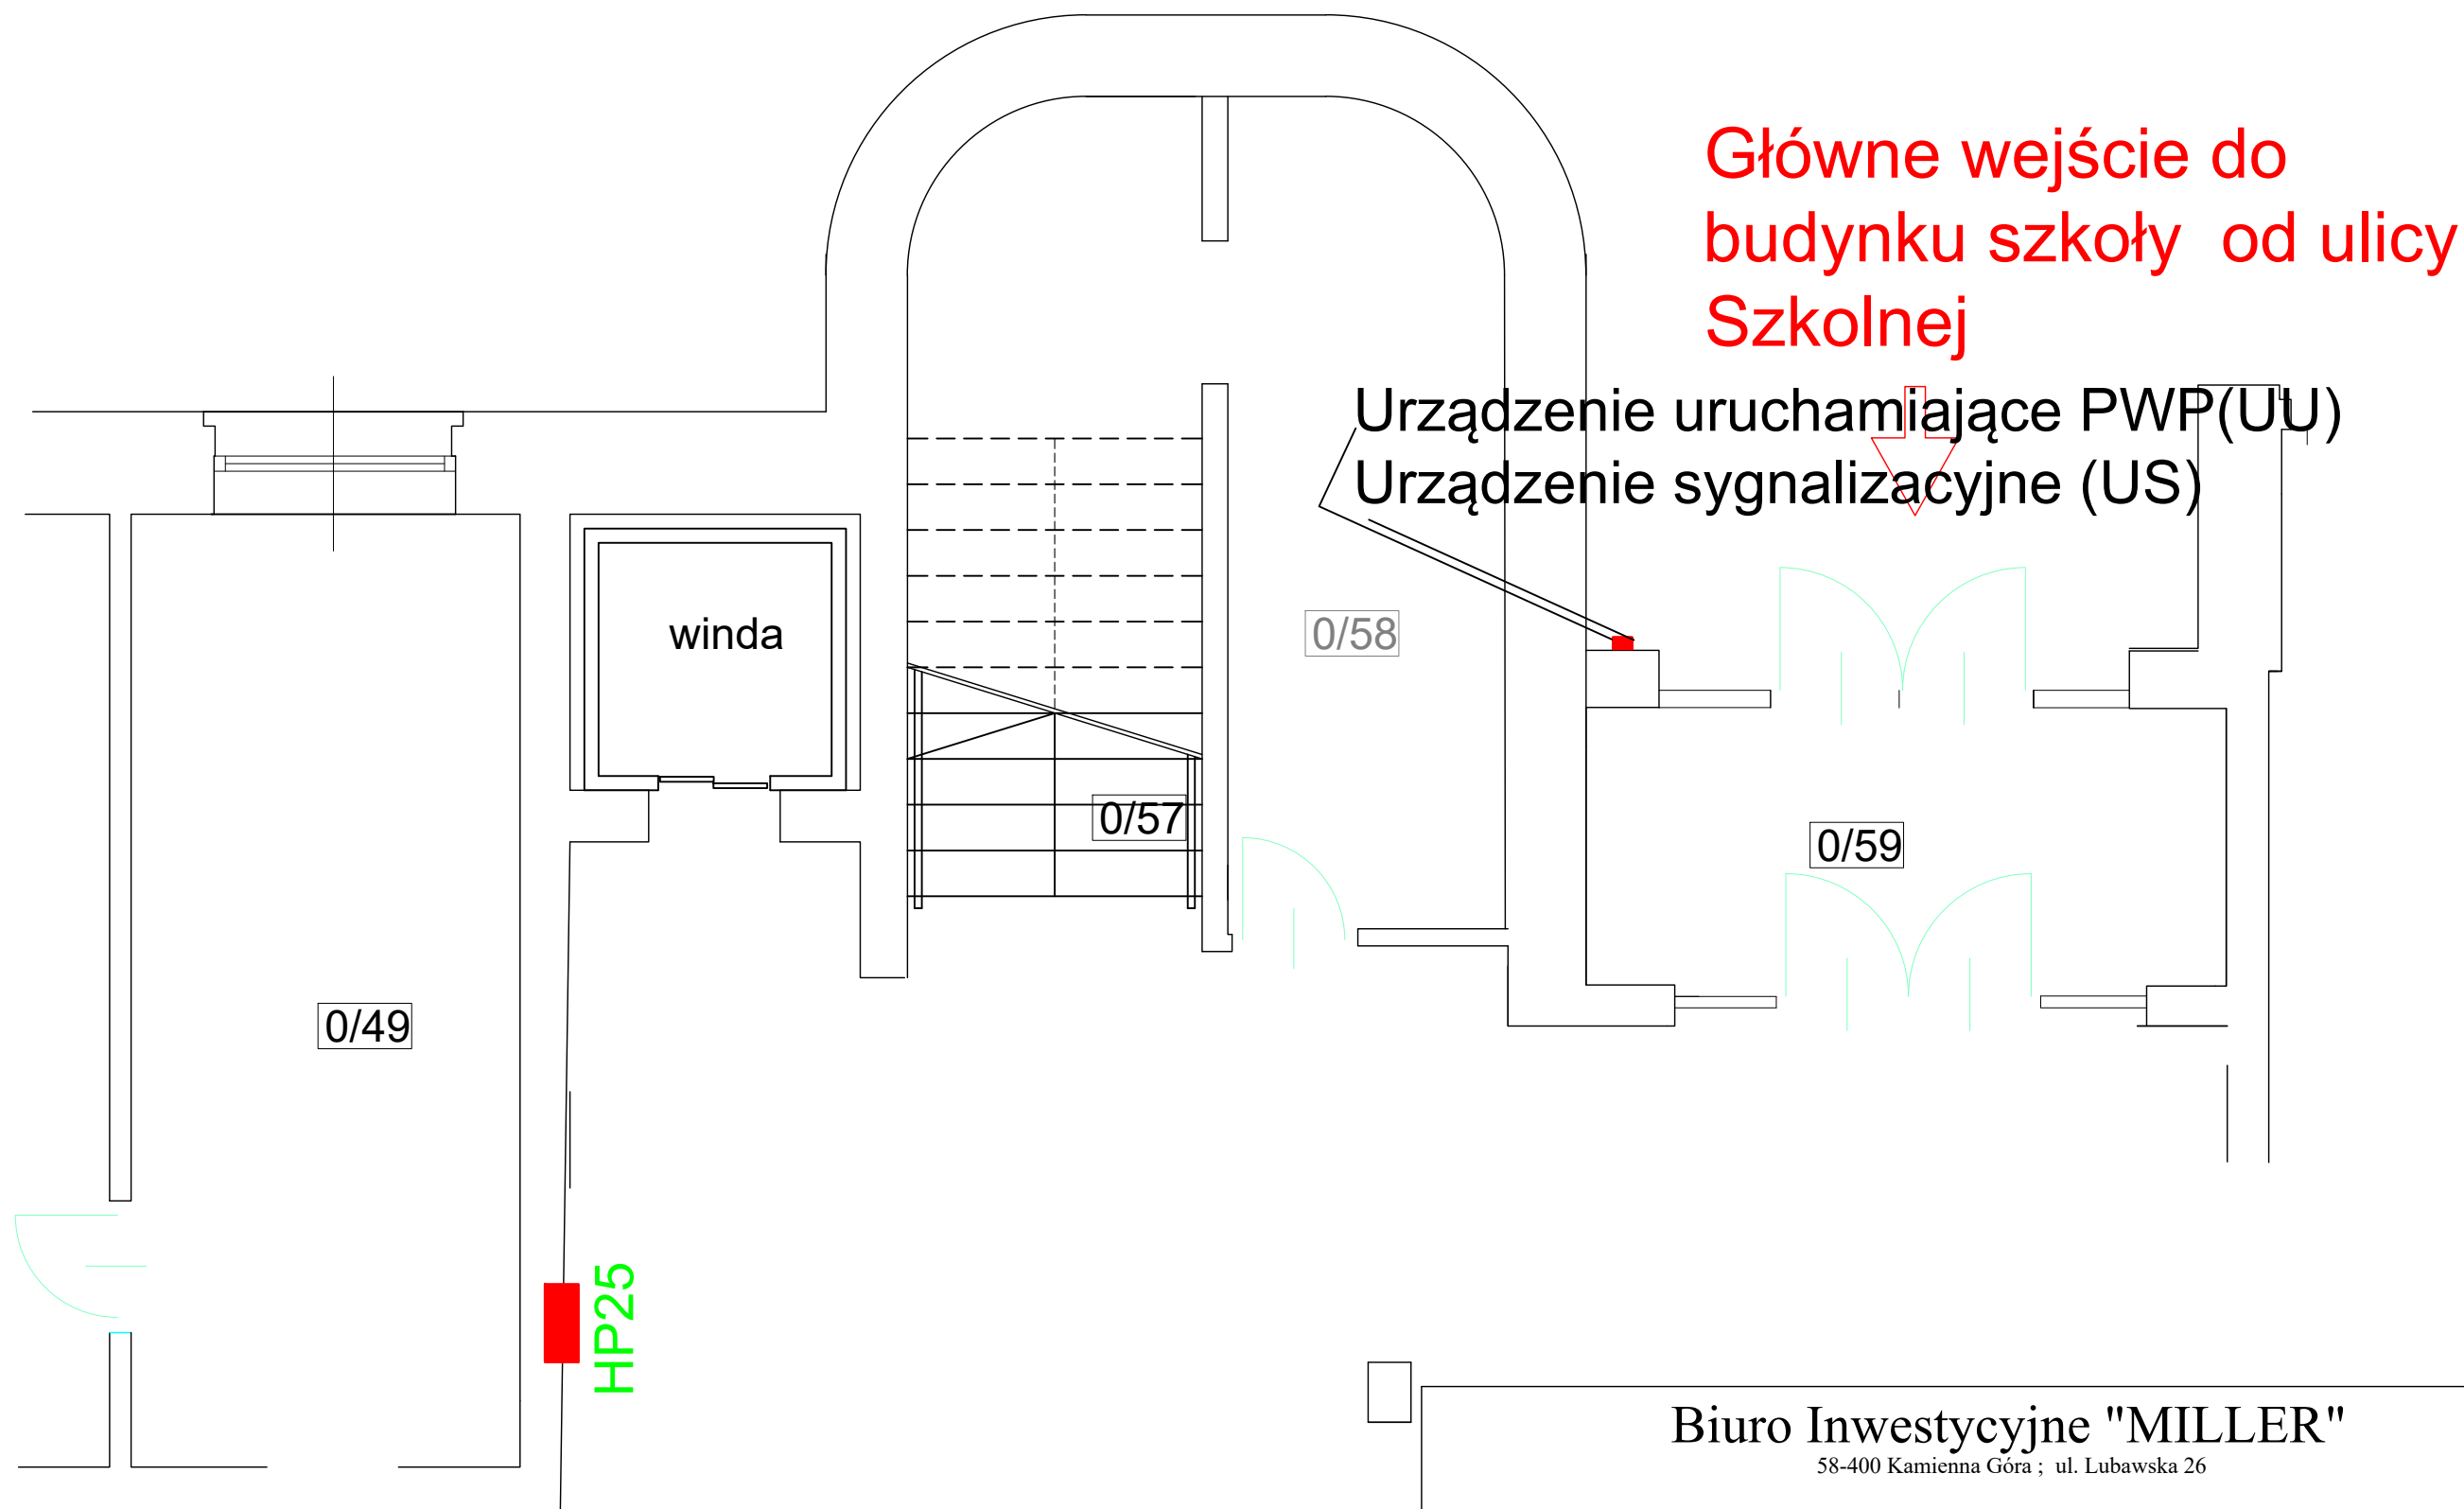 Główne wejście do
budynku szkoły od ulicy
Szkolnej
Urządzenie uruchamiające PWP(UU)
Urządzenie sygnalizacyjne (US)
winda
0/58
0/57
0/59
0/49
HP25
Biuro Inwestycyjne "MILLER"
58-400 Kamienna Góra ; ul. Lubawska 26